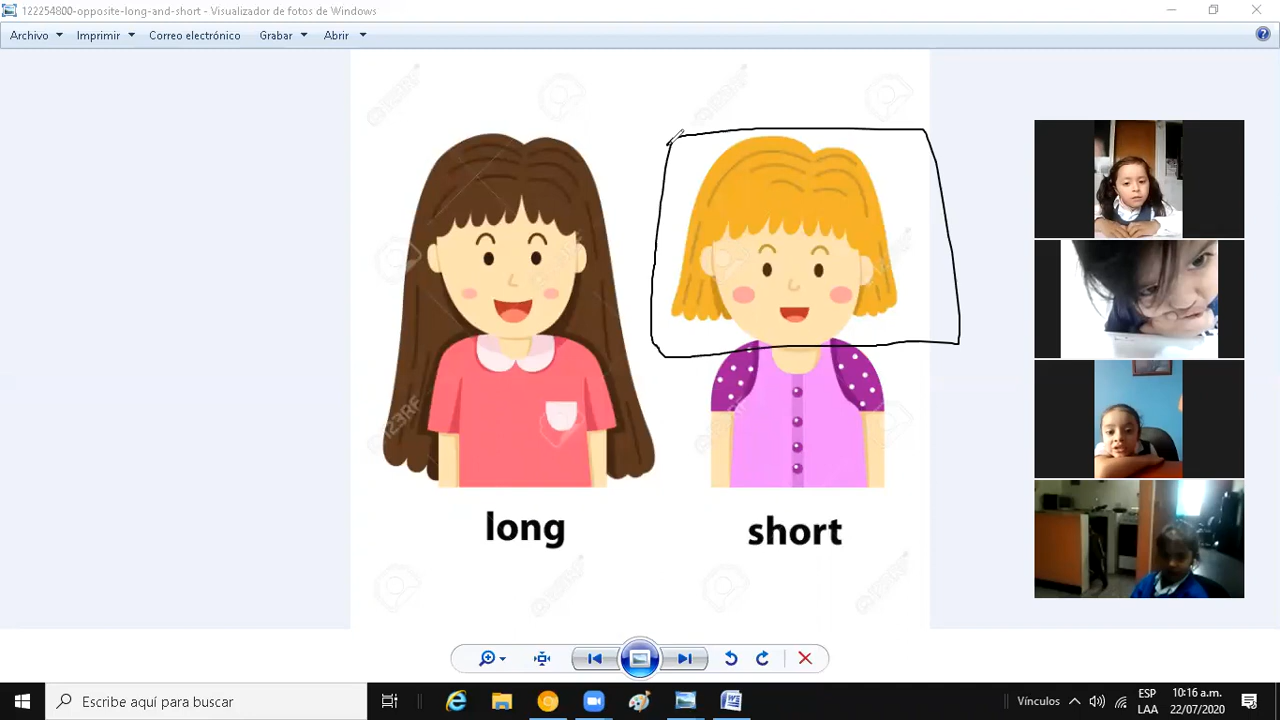 122254800-opposite-long-and-short - Visualizador de fotos de Windows
Archivo Imprimir Correo electrónico Grabar Abrir
123RF
long short
Escribe aquí para buscar
Vínculos
ESP
LAA
10:16 a.m.
22/07/2020